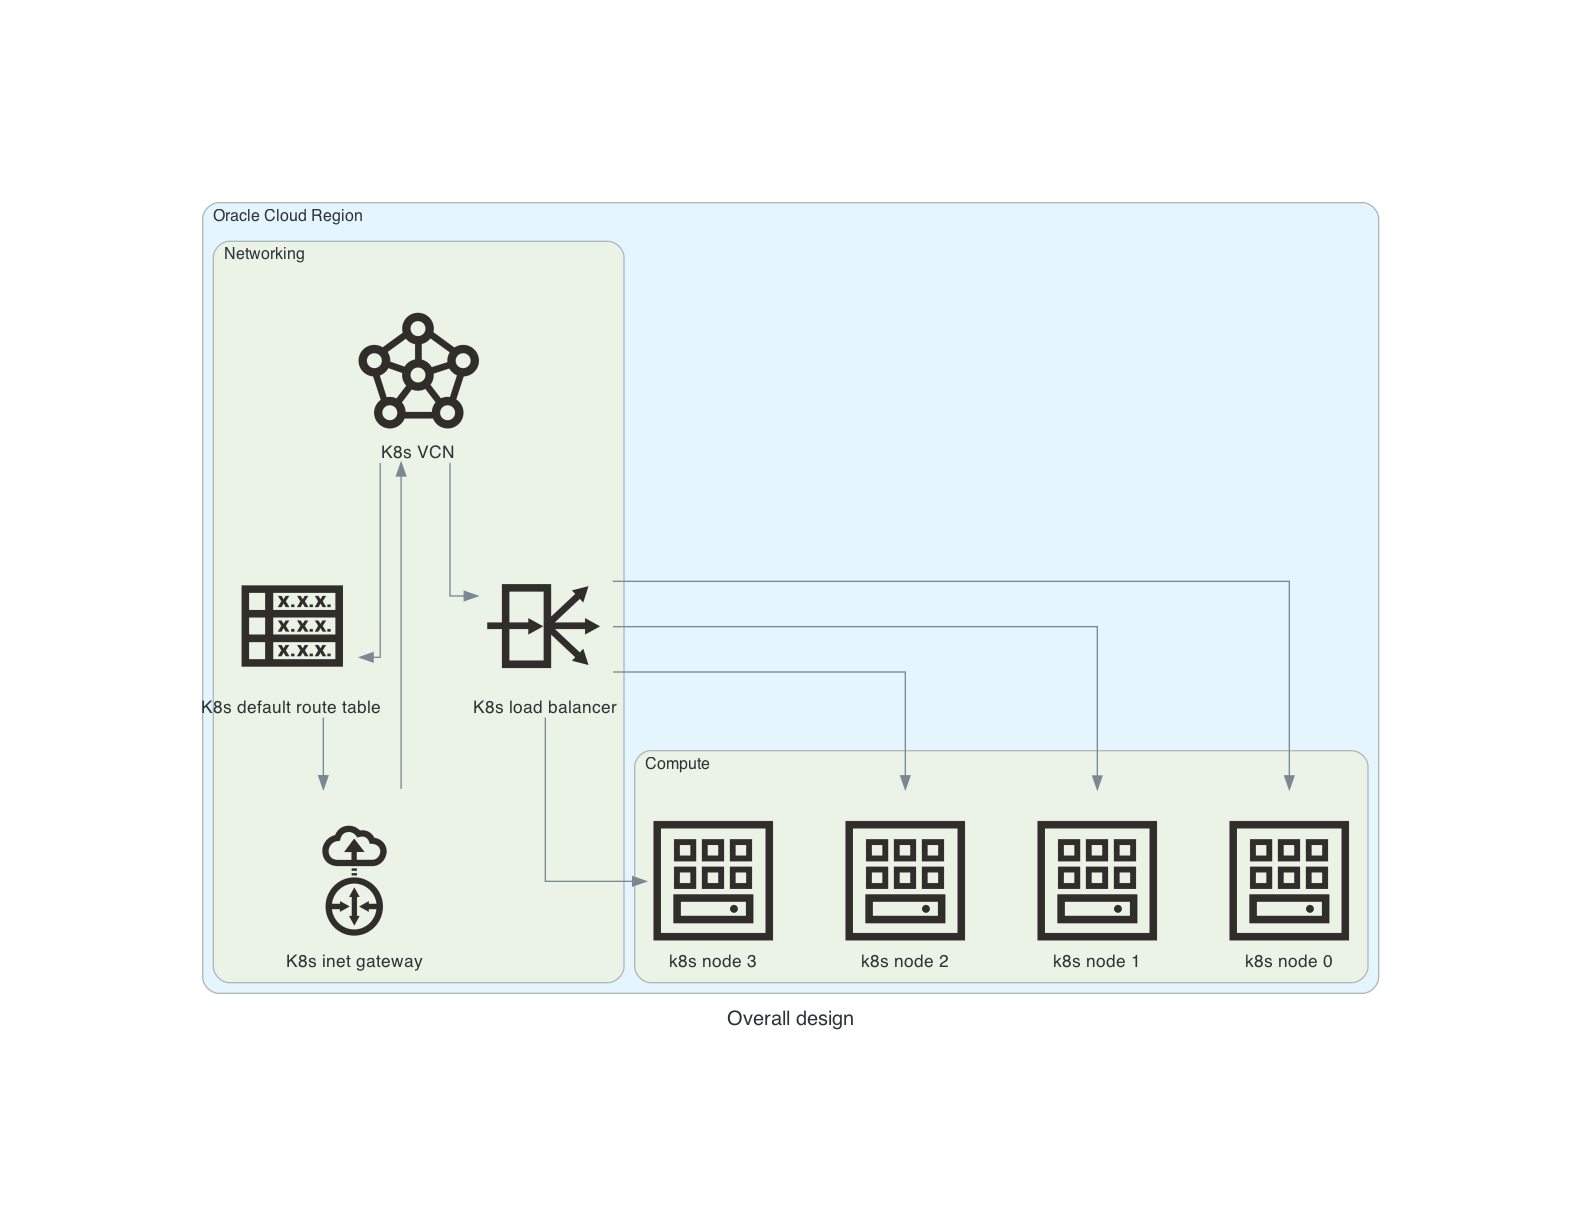 Oracle Cloud Region
Networking
K8s VCN
x.x.x.
x.x.x.
x.x.x.
K8s default route table
K8s load balancer
Compute
K8s inet gateway
k8s node 3
k8s node 2
k8s node 1
k8s node 0
Overall design